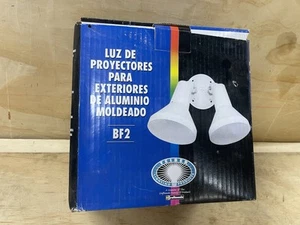 LUZ DE
PROYECTORES
PARA
EXTERIORES
DE ALUMINIO
MOLDEADO
BF2